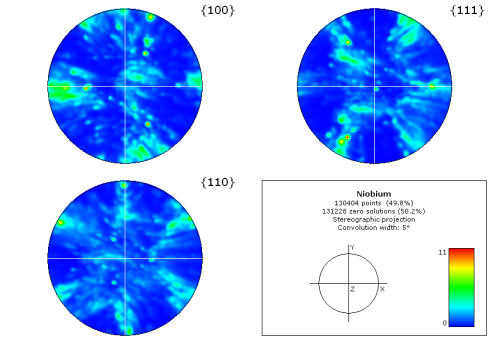 {100}
{111}
{110}
Niobium
130404 points (49.8%)
131228 zero solutions (50.2%)
Stereographic projection
Convolution width: 5°
Y
Z
X
11
0